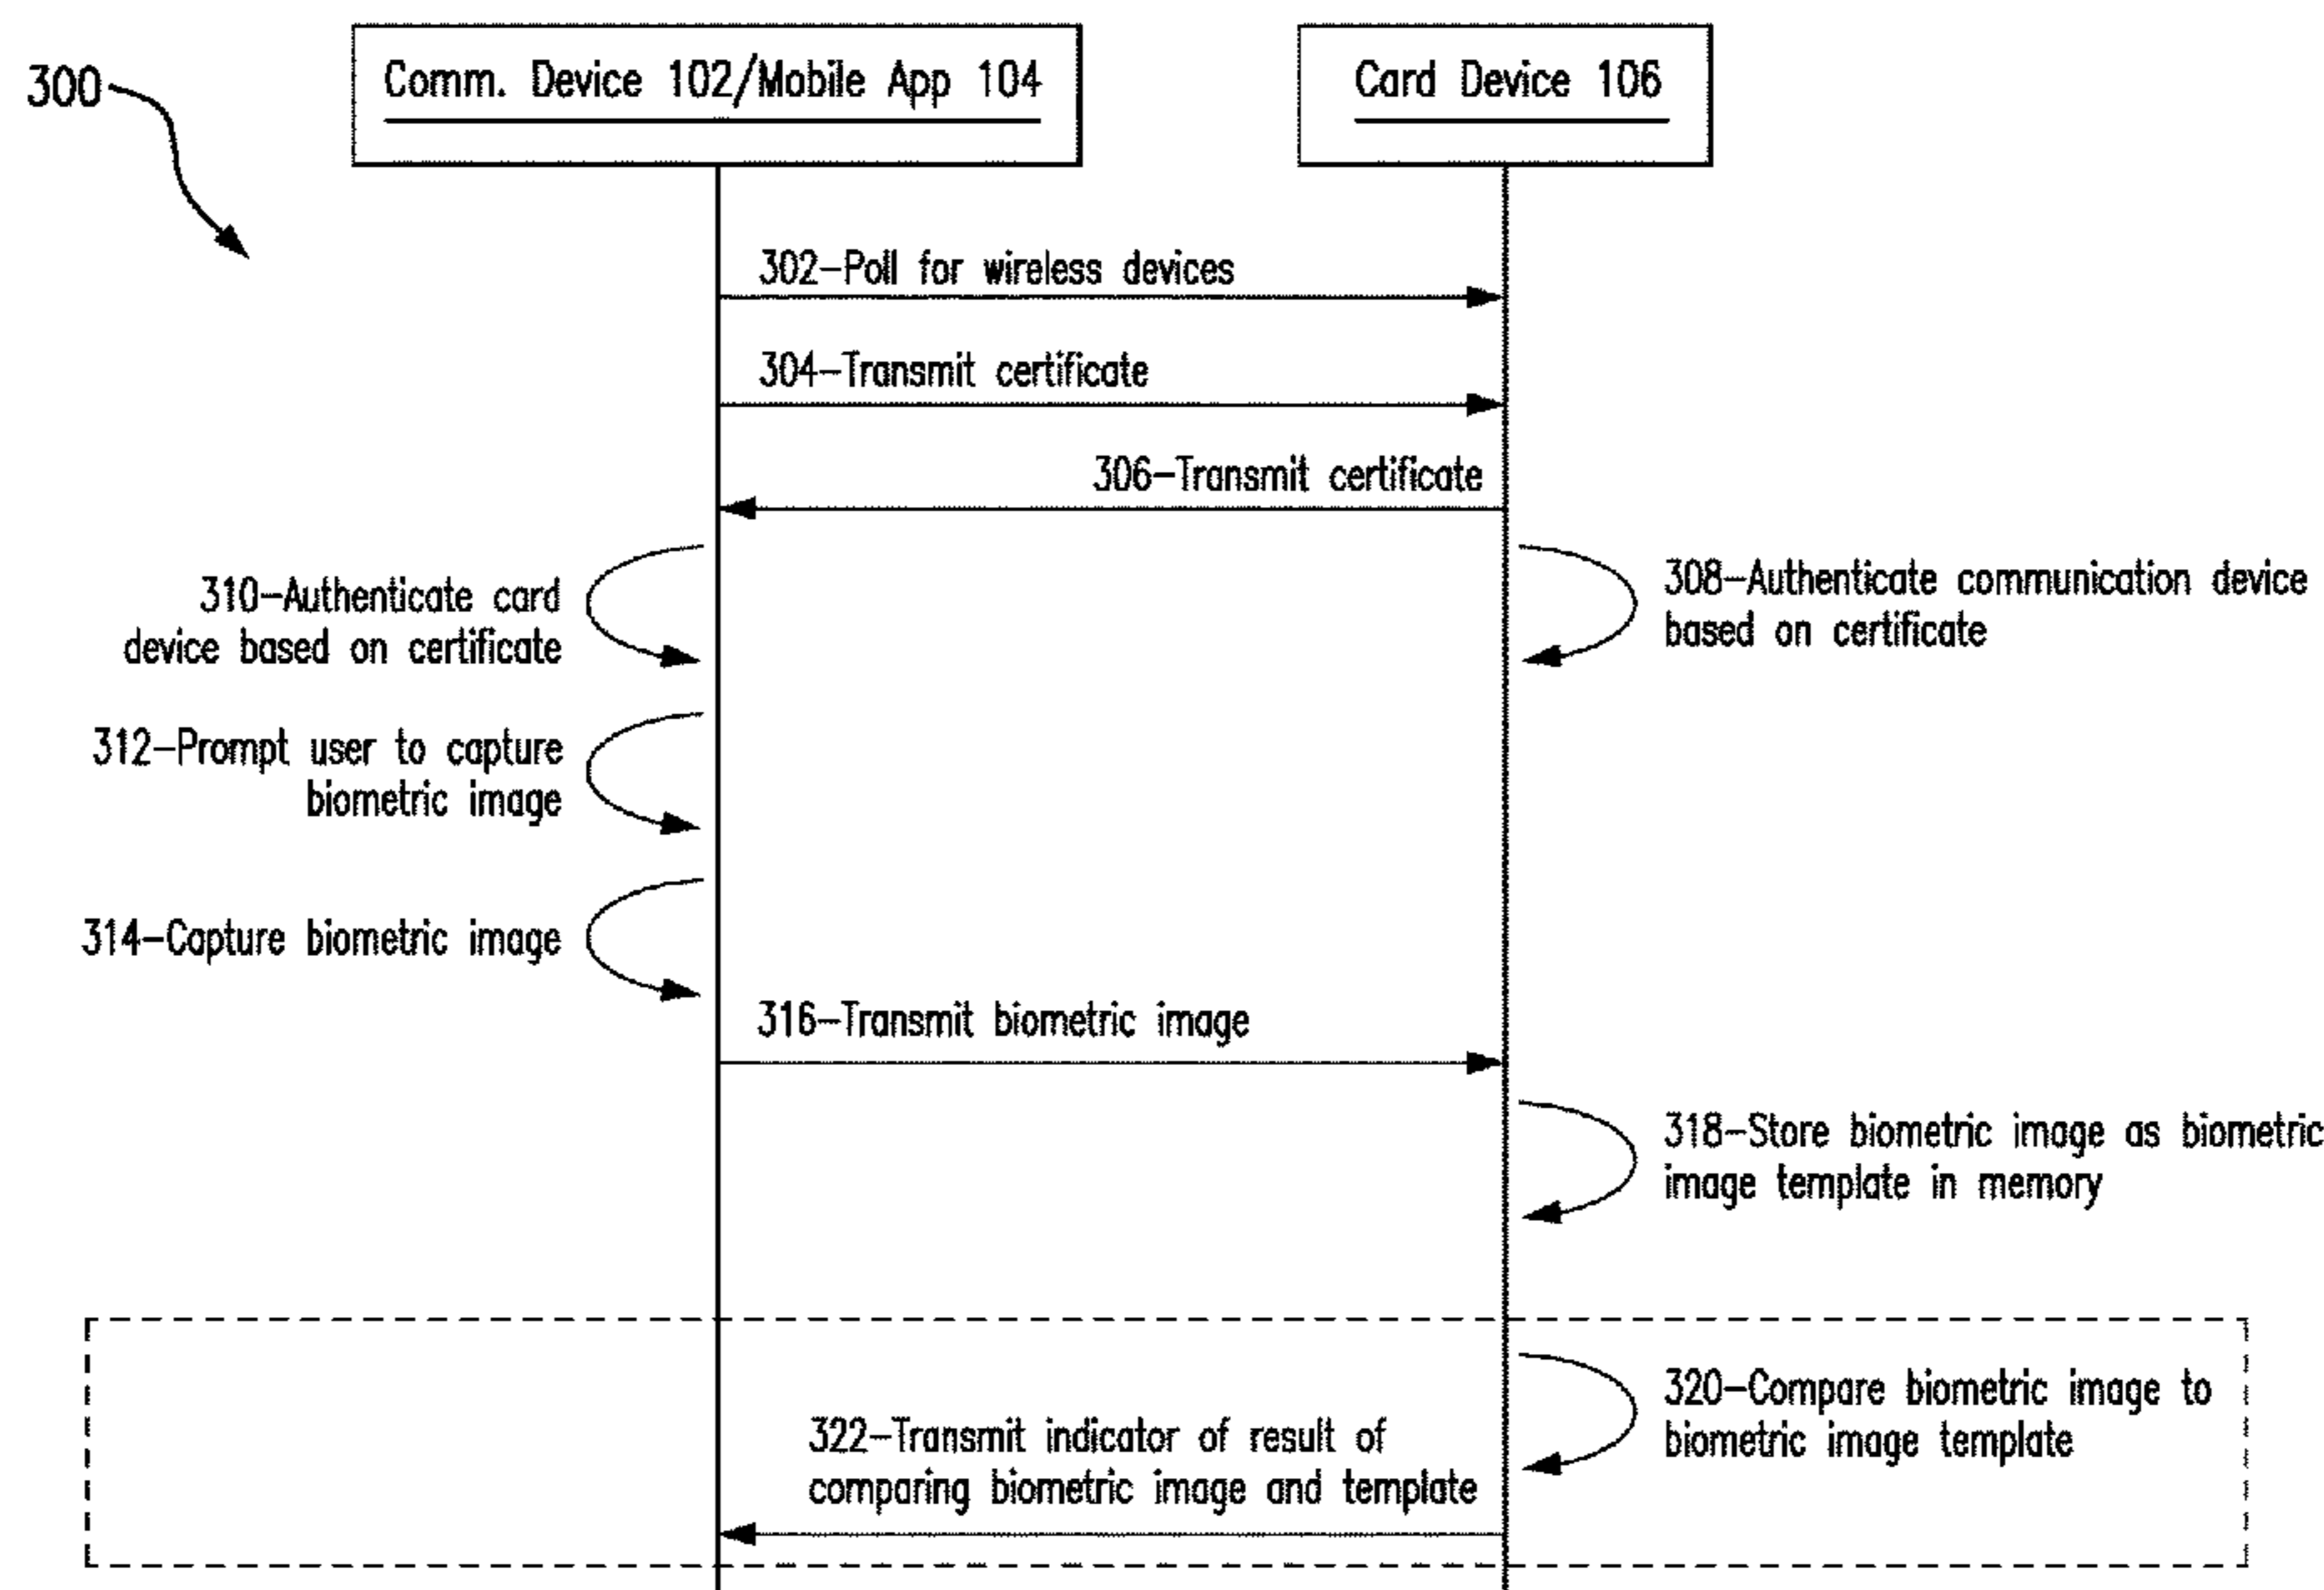 300
Comm. Device 102/Mobile App 104
Card Device 106
302-Poll for wireless devices
304-Transmit certificate
306-Transmit certificate
310-Authenticate card
device based on certificate
308-Authenticate communication device
based on certificate
312-Prompt user to capture
biometric image
314-Capture biometric image
316-Transmit biometric image
318-Store biometric image as biometric
image template in memory
320-Compare biometric image to
biometric image template
322-Transmit indicator of result of
comparing biometric image and template